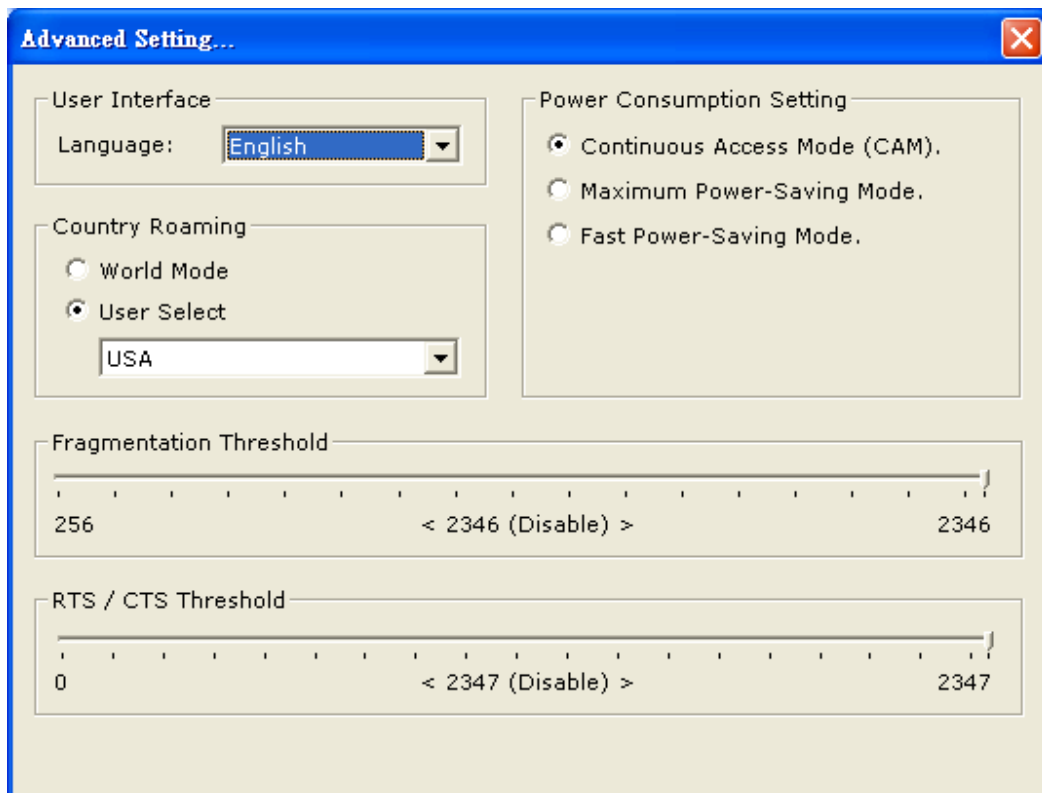 Advanced Setting...
User Interface
Language:
English
Country Roaming
World Mode
User Select
USA
Power Consumption Setting
Continuous Access Mode (CAM).
Maximum Power-Saving Mode.
Fast Power-Saving Mode.
Fragmentation Threshold
256 < 2346 (Disable) > 2346
RTS / CTS Threshold
0 < 2347 (Disable) > 2347